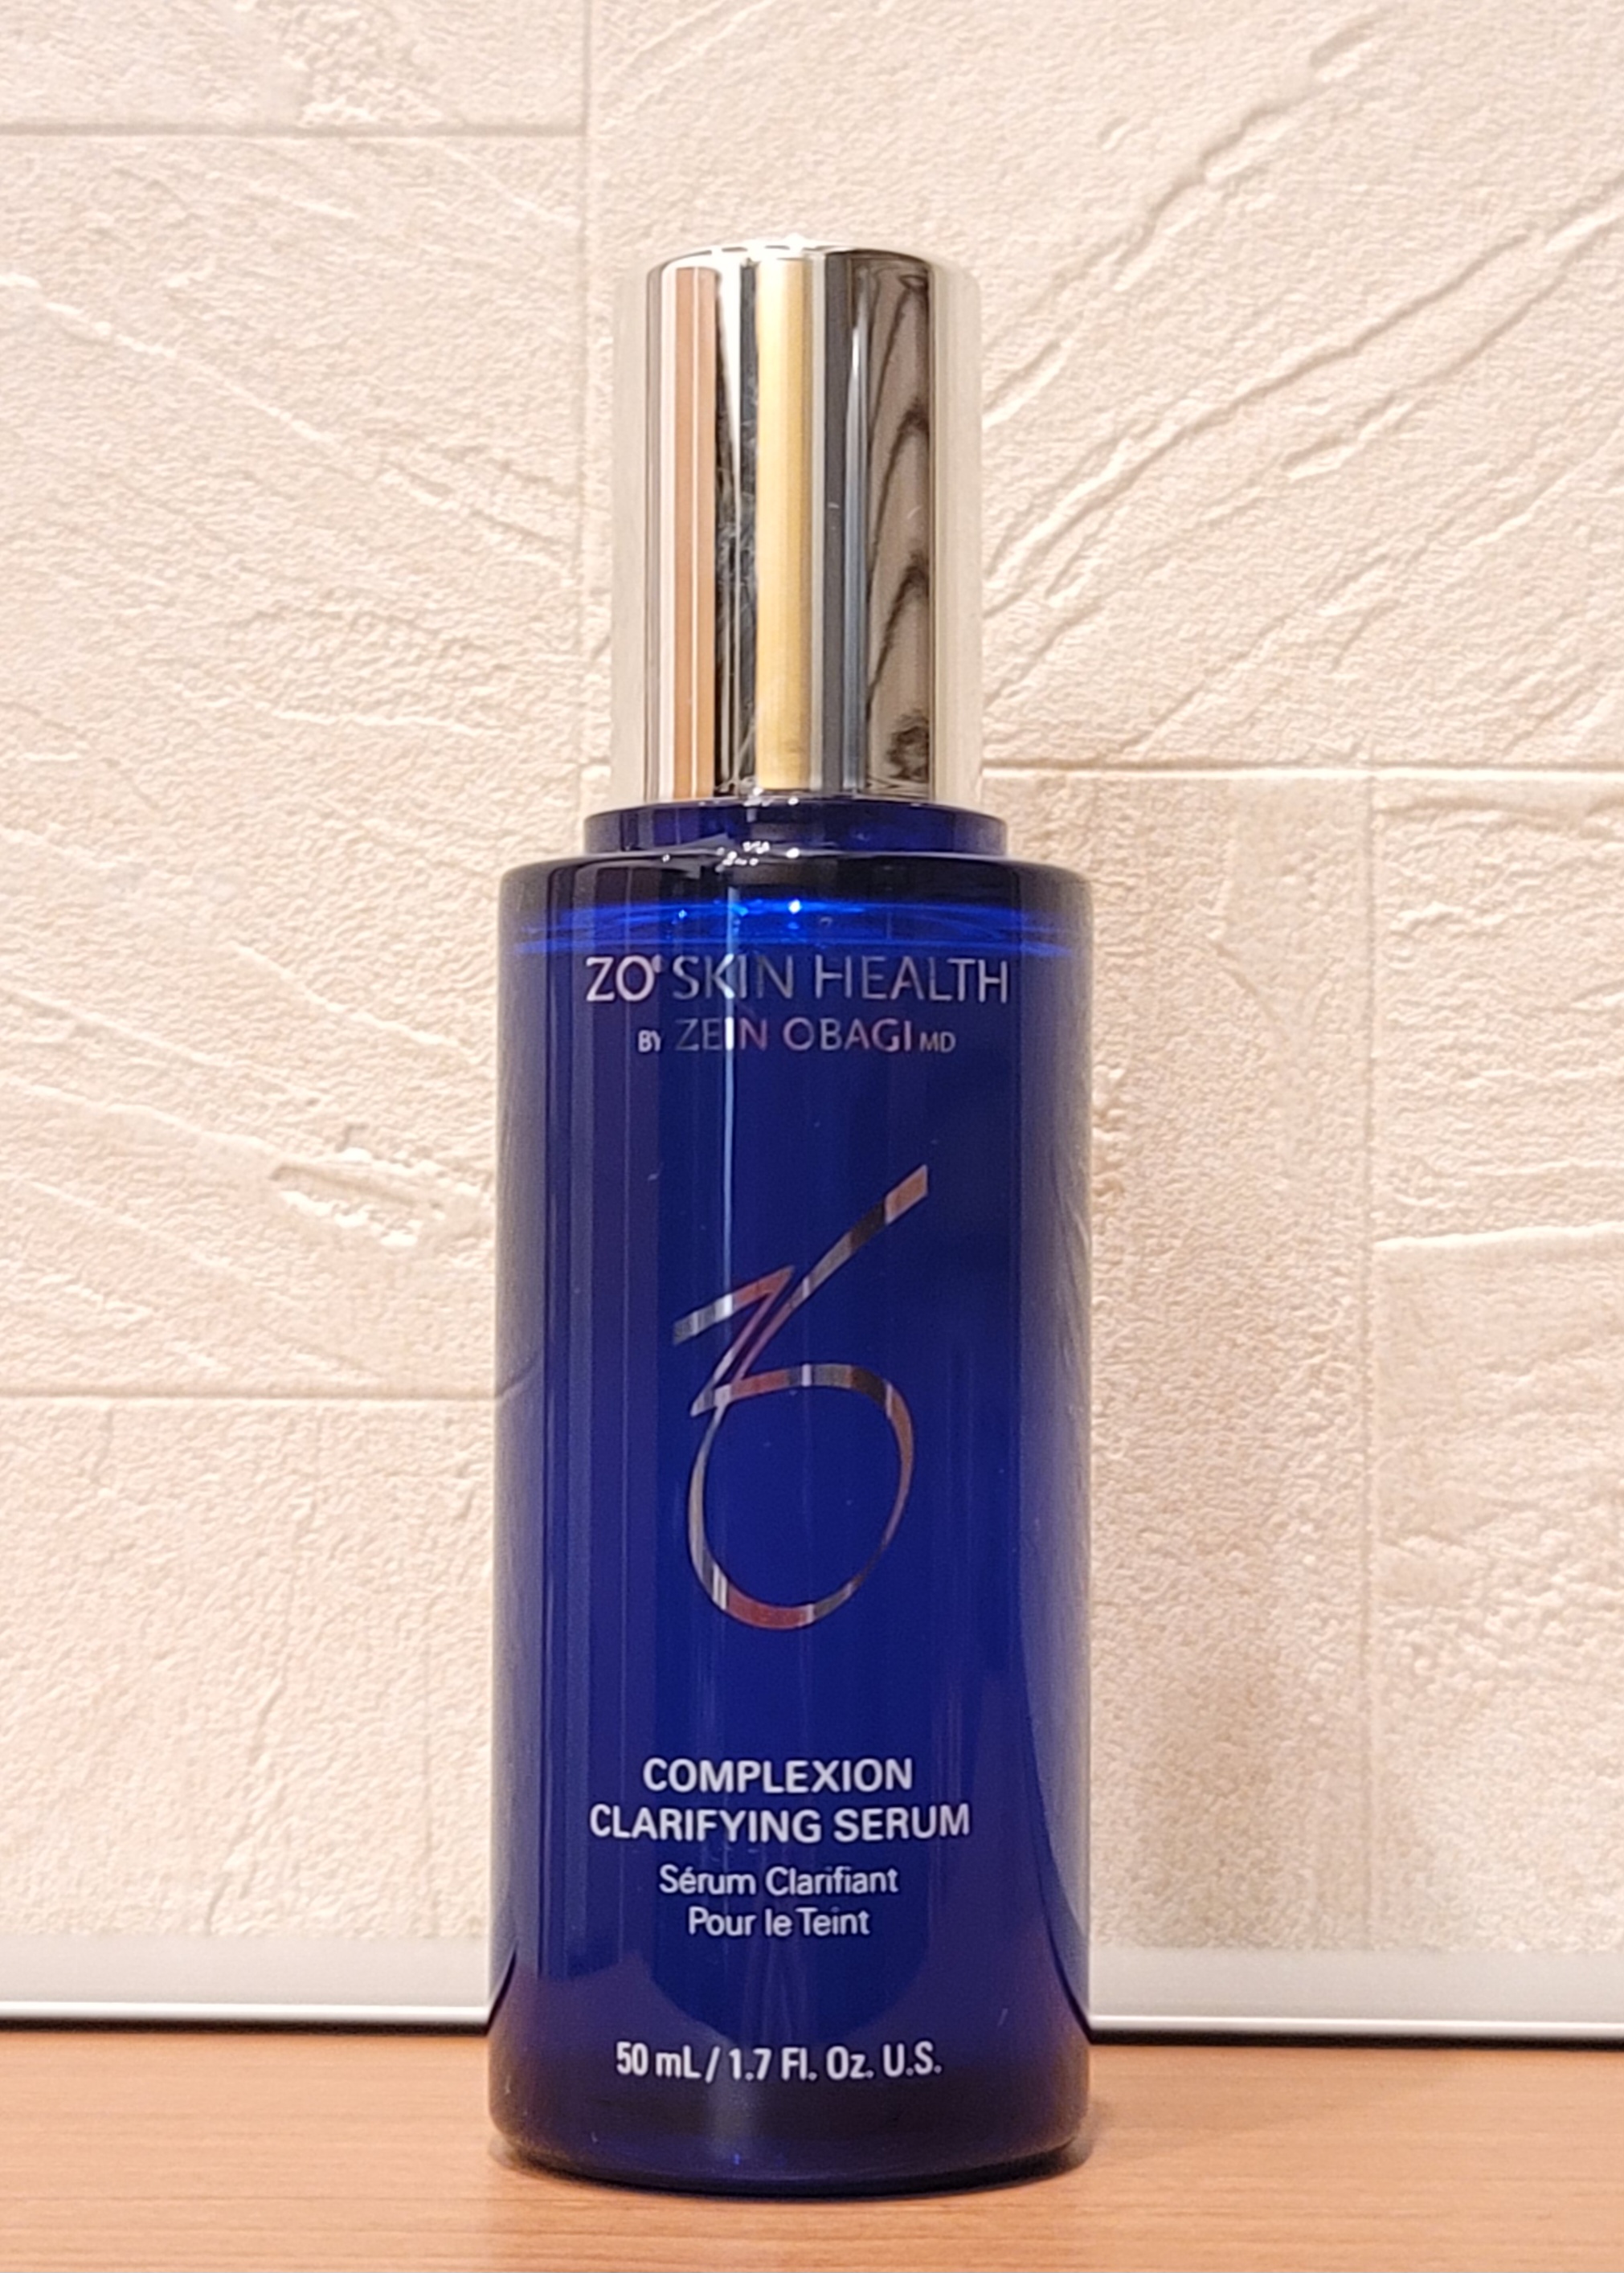 ZO® SKIN HEALTH
BY ZEIN OBAGI MD
COMPLEXION
CLARIFYING SERUM
Sérum Clarifiant
Pour le Teint
50 mL / 1.7 Fl. Oz. U.S.